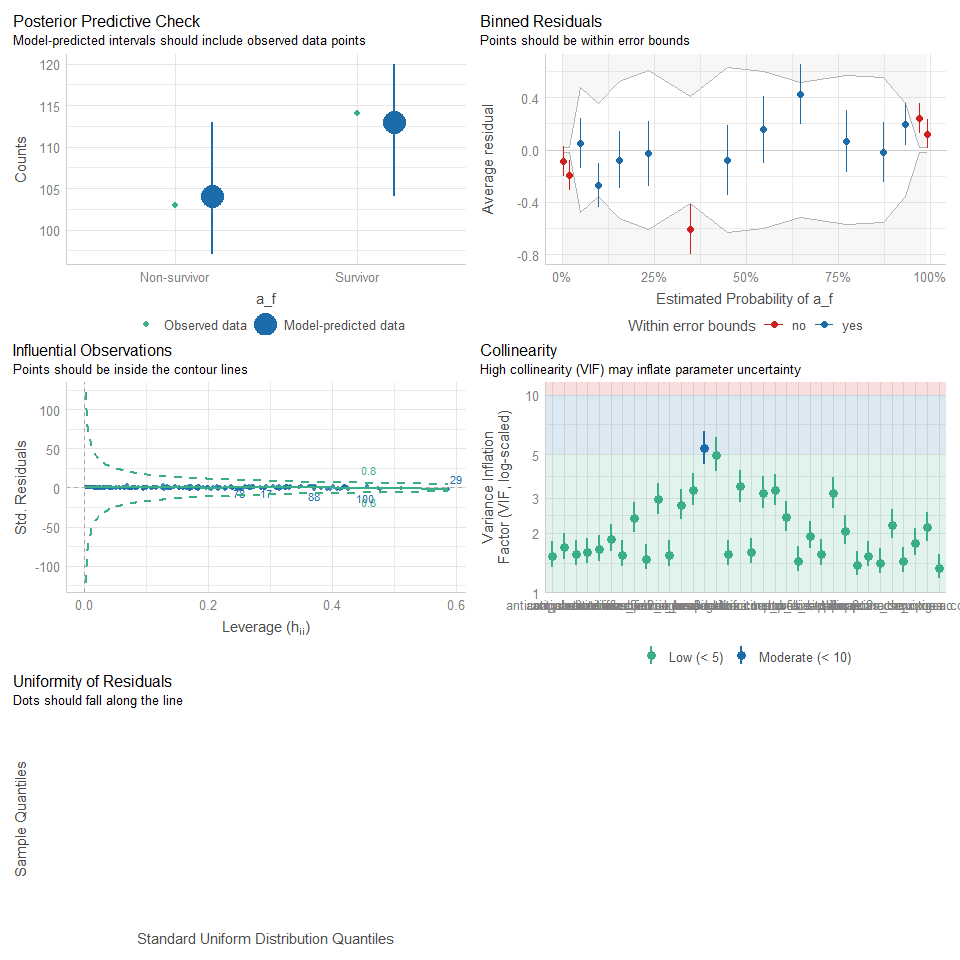 Posterior Predictive Check
Model-predicted intervals should include observed data points
120
115
110
105
100
Counts
Non-survivor
Survivor
a_f
Observed data
Model-predicted data
Binned Residuals
Points should be within error bounds
0.4
0.0
-0.4
-0.8
Average residual
0%
25%
50%
75%
100%
Estimated Probability of a_f
Within error bounds
no
yes
Influential Observations
Points should be inside the contour lines
100
50
0
-50
-100
Std. Residuals
0.8
29
17
88
100
0.0
0.2
0.4
0.6
Leverage (hii)
Collinearity
High collinearity (VIF) may inflate parameter uncertainty
10
5
3
2
1
Variance Inflation
Factor (VIF, log-scaled)
Low (< 5)
Moderate (< 10)
Uniformity of Residuals
Dots should fall along the line
Sample Quantiles
Standard Uniform Distribution Quantiles